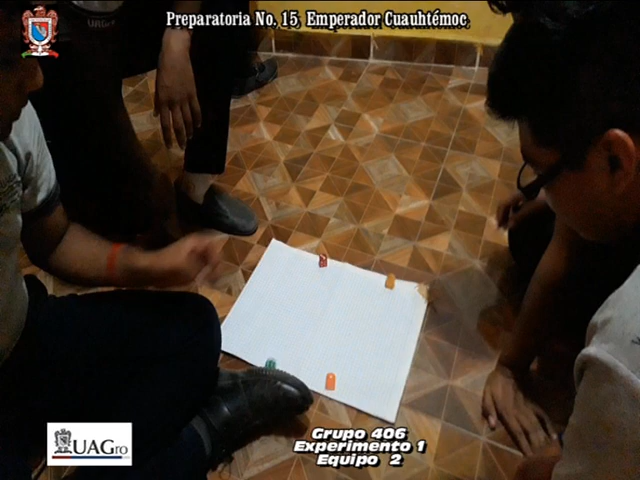 Preparatoria No. 15, Emperador Cuauhtémoc.
UAGro
Grupo 406
Experimento 1
Equipo 2